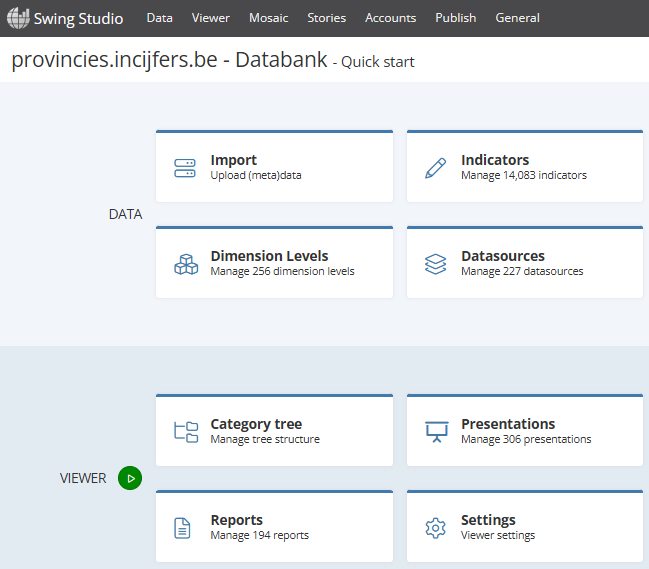 Swing Studio Data Viewer Mosaic Stories Accounts Publish General
provincies.incijfers.be - Databank - Quick start
DATA
Import
Upload (meta)data
Indicators
Manage 14,083 indicators
Dimension Levels
Manage 256 dimension levels
Datasources
Manage 227 datasources
VIEWER
Category tree
Manage tree structure
Presentations
Manage 306 presentations
Reports
Manage 194 reports
Settings
Viewer settings